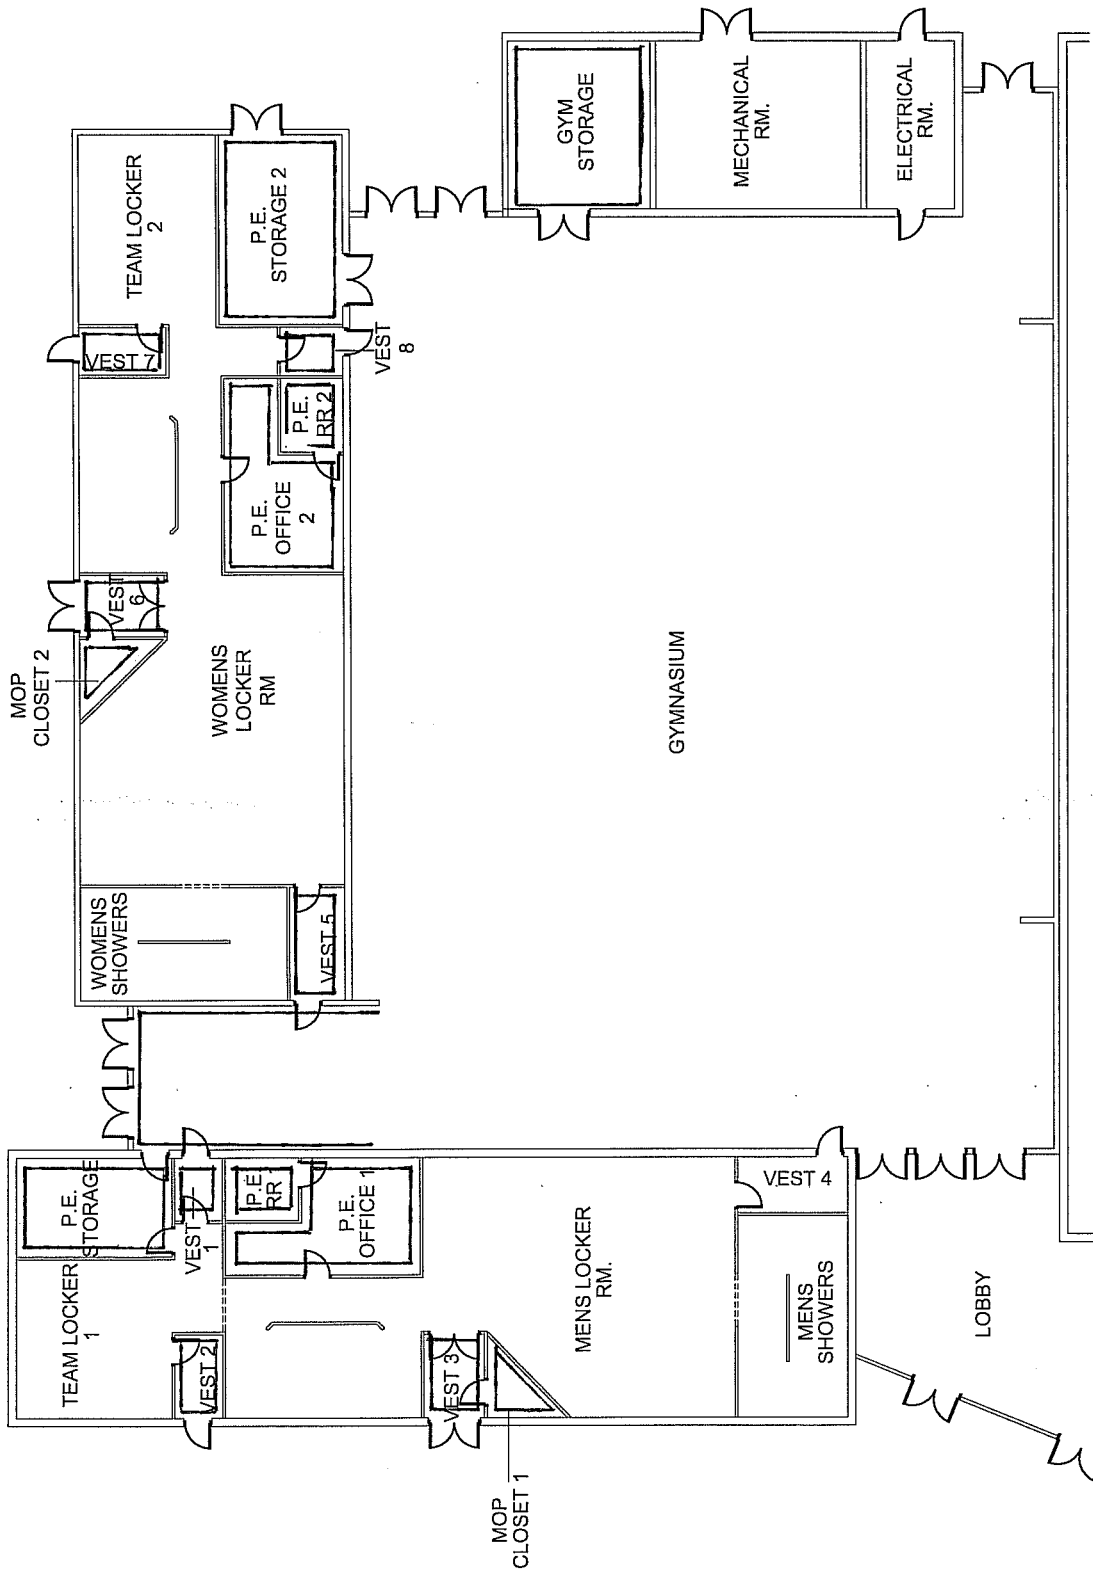 GYM
STORAGE
MECHANICAL
RM.
ELECTRICAL
RM.
TEAM LOCKER
2
P.E.
STORAGE 2
VEST 7
VEST
8
P.E.
RR 2
P.E.
OFFICE
2
VEST
6
MOP
CLOSET 2
WOMENS
LOCKER
RM
GYMNASIUM
WOMENS
SHOWERS
VEST 5
P.E.
STORAGE
VEST
1
P.E.
RR 1
P.E.
OFFICE 1
VEST 4
TEAM LOCKER
1
VEST 2
VEST 3
MENS LOCKER
RM.
MENS
SHOWERS
LOBBY
MOP
CLOSET 1